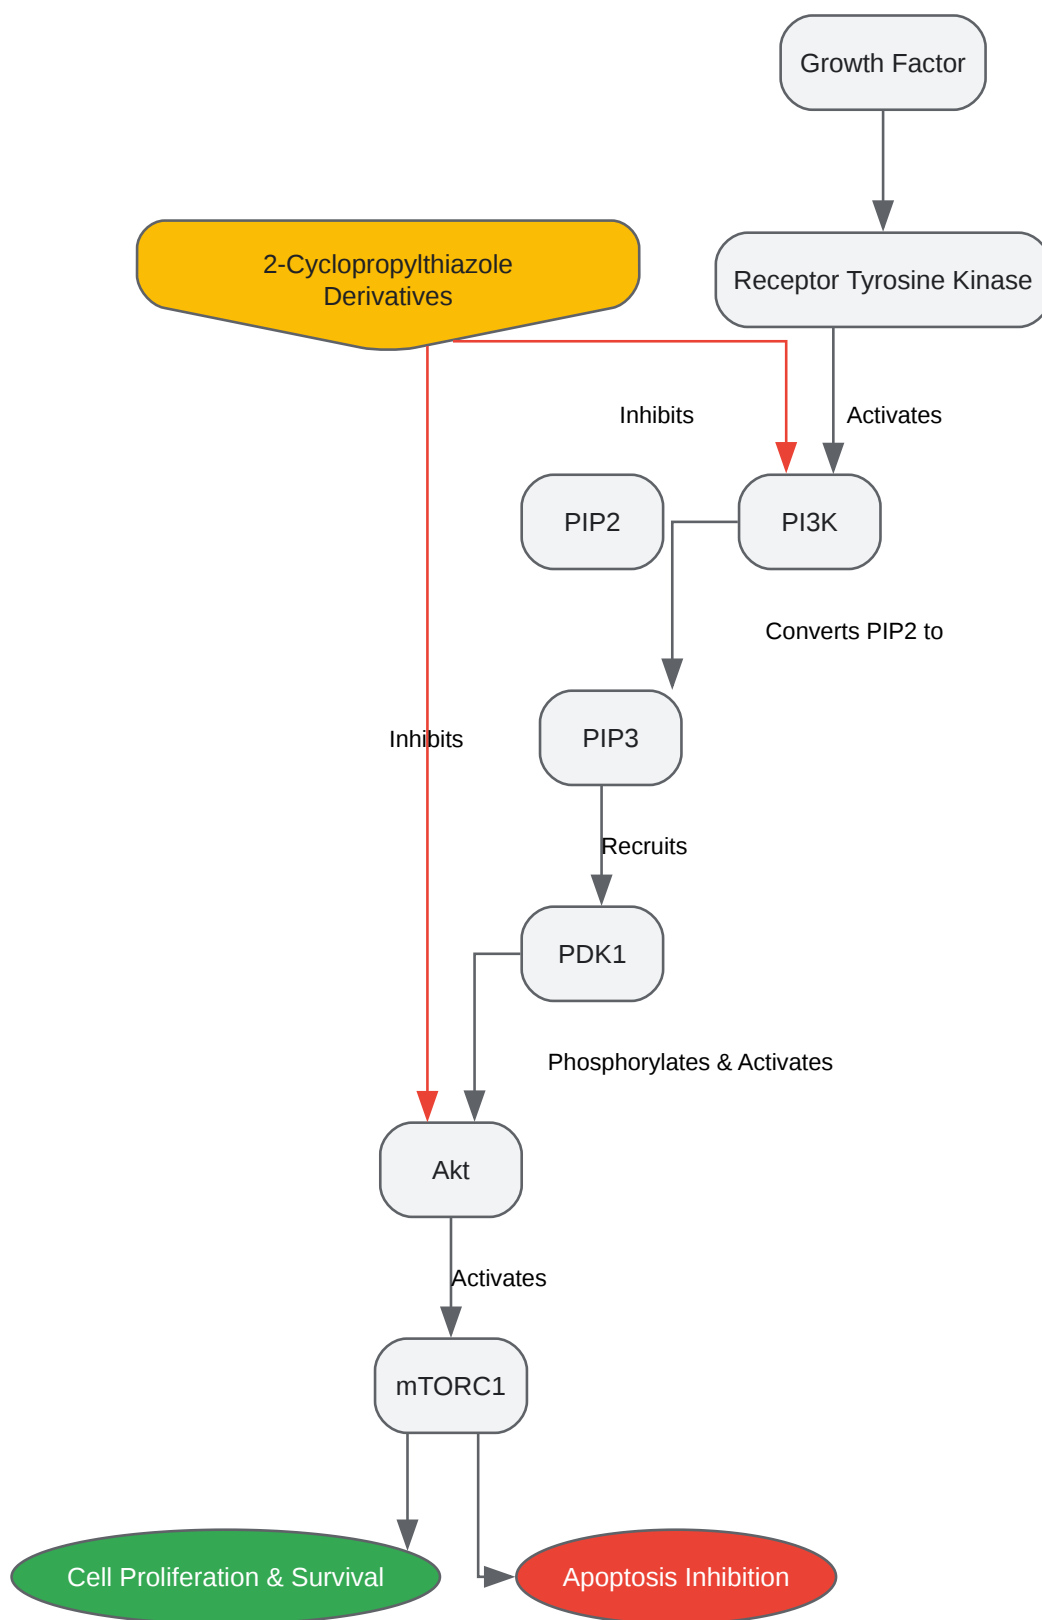 Growth Factor
2-Cyclopropylthiazole
Derivatives
Receptor Tyrosine Kinase
Inhibits
Activates
PIP2
PI3K
Converts PIP2 to
PIP3
Inhibits
Recruits
PDK1
Phosphorylates & Activates
Akt
Activates
mTORC1
Cell Proliferation & Survival
Apoptosis Inhibition